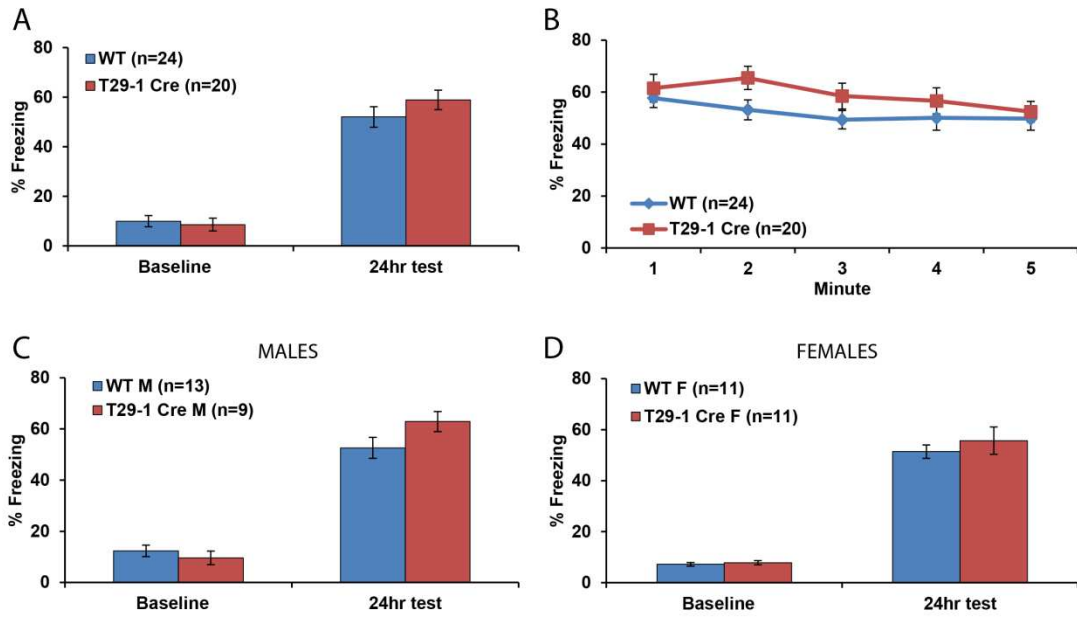 A
% Freezing
80
60
40
20
0
WT (n=24)
T29-1 Cre (n=20)
Baseline
24hr test
B
% Freezing
80
60
40
20
0
WT (n=24)
T29-1 Cre (n=20)
1 2 3 4 5
Minute
C
MALES
% Freezing
80
60
40
20
0
WT M (n=13)
T29-1 Cre M (n=9)
Baseline
24hr test
D
FEMALES
% Freezing
80
60
40
20
0
WT F (n=11)
T29-1 Cre F (n=11)
Baseline
24hr test